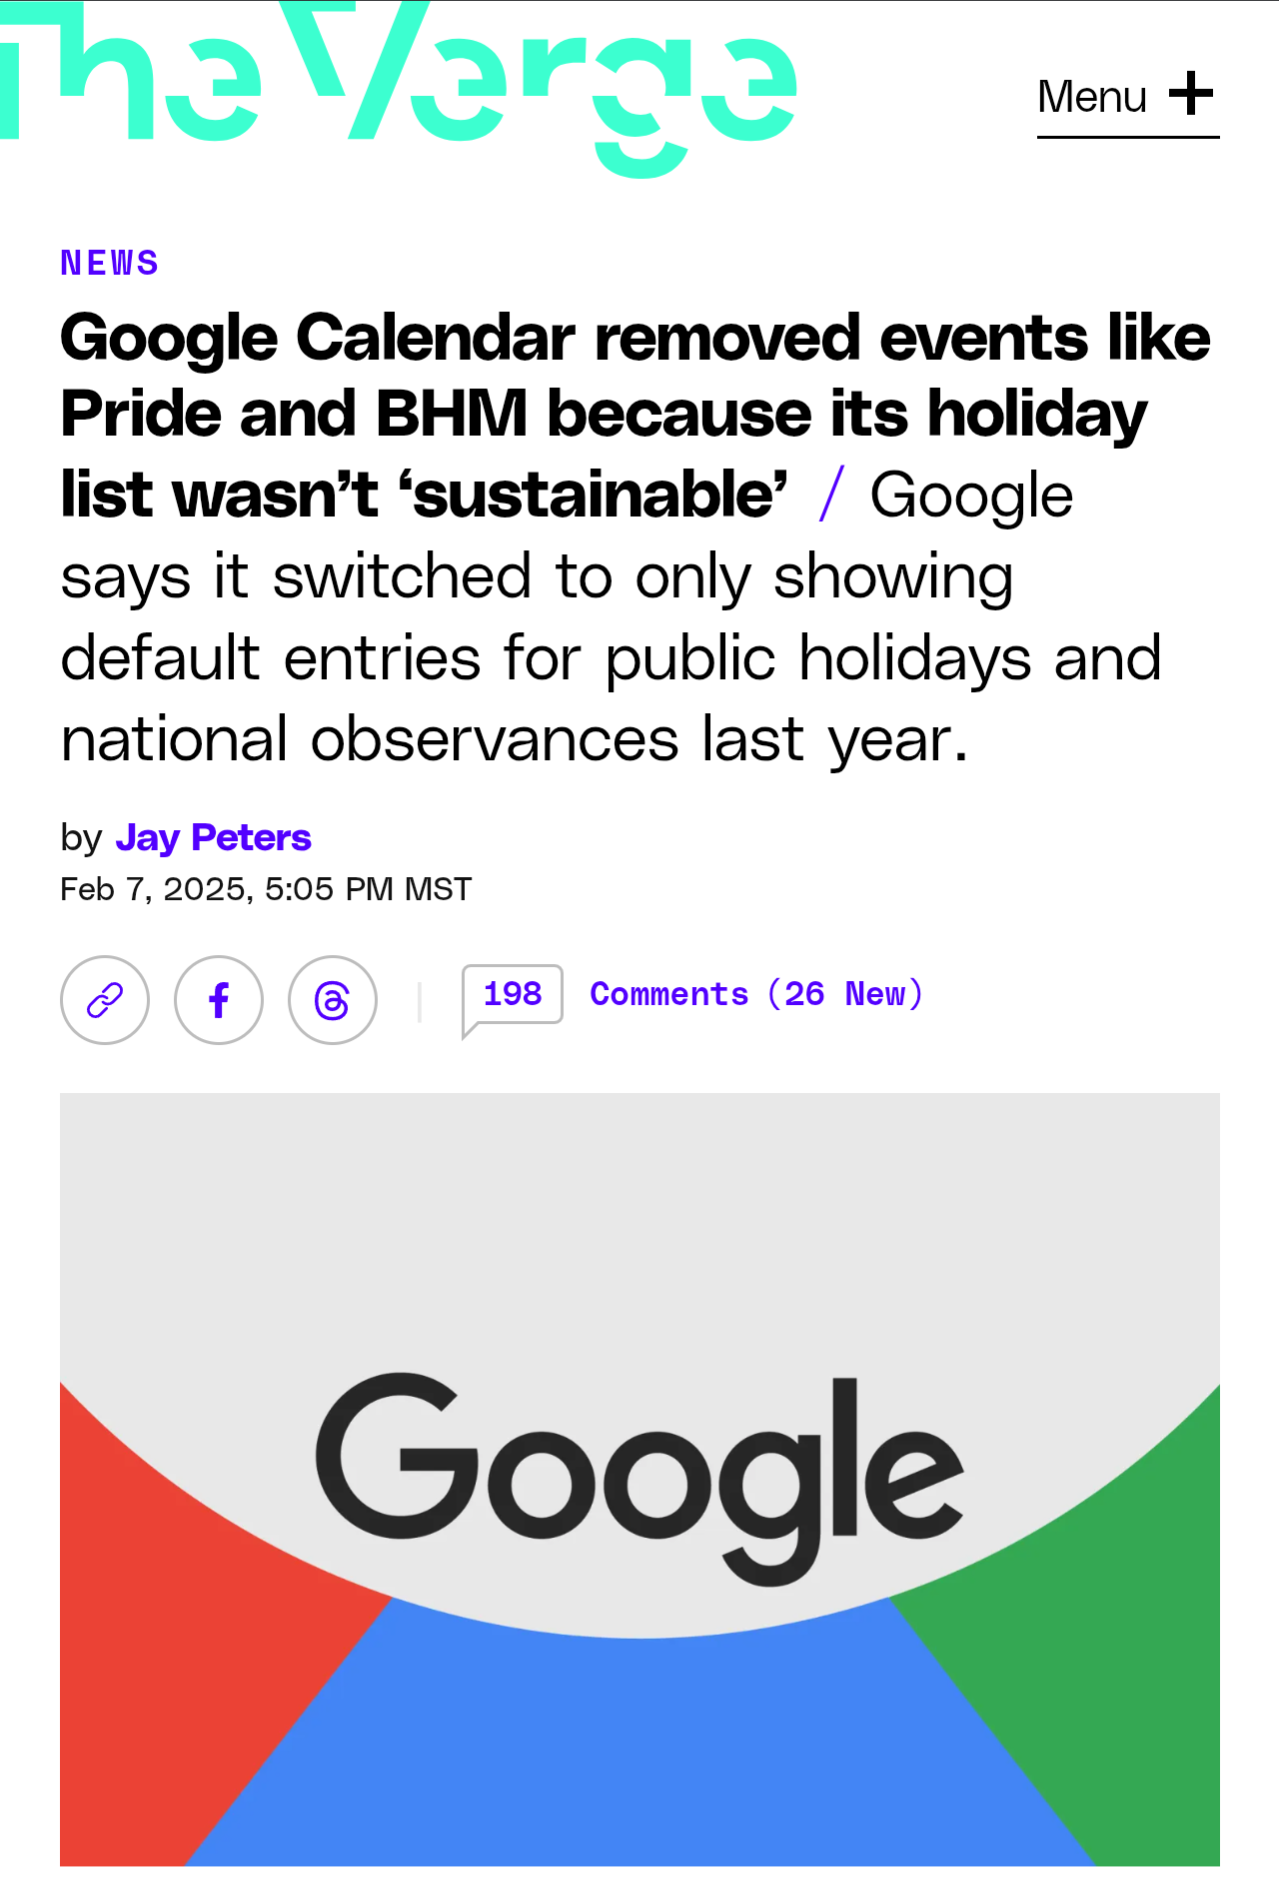 The Verge
Menu +
NEWS
Google Calendar removed events like
Pride and BHM because its holiday
list wasn’t ‘sustainable’ / Google
says it switched to only showing
default entries for public holidays and
national observances last year.
by Jay Peters
Feb 7, 2025, 5:05 PM MST
198 Comments (26 New)
Google